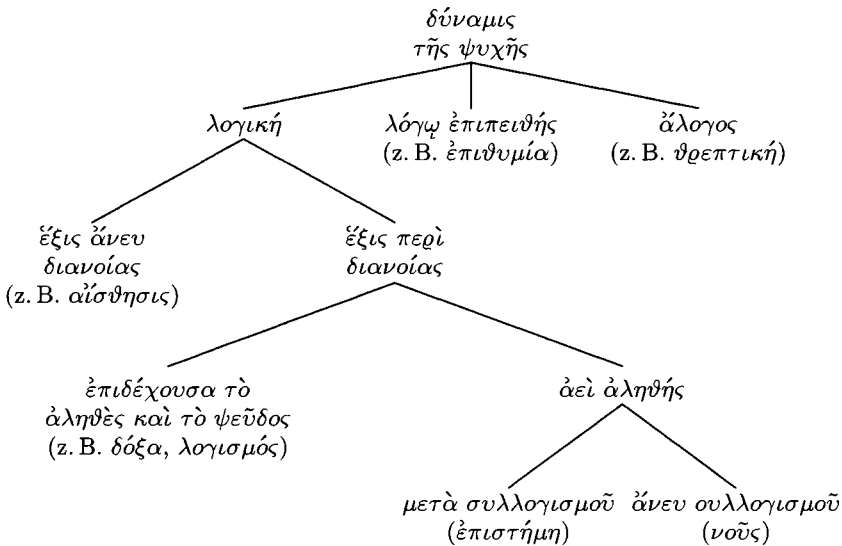 δύναμις
τῆς ψυχῆς
λογική
λόγῳ ἐπιπειθής
(z. B. ἐπιθυμία)
ἄλογος
(z. B. θρεπτική)
ἕξις ἄνευ
διανοίας
(z. B. αἴσθησις)
ἕξις περὶ
διανοίας
ἐπιδέχουσα τὸ
ἀληθὲς καὶ τὸ ψεῦδος
(z. B. δόξα, λογισμός)
ἀεὶ ἀληθής
μετὰ συλλογισμοῦ
(ἐπιστήμη)
ἄνευ ουλλογισμοῦ
(νοῦς)